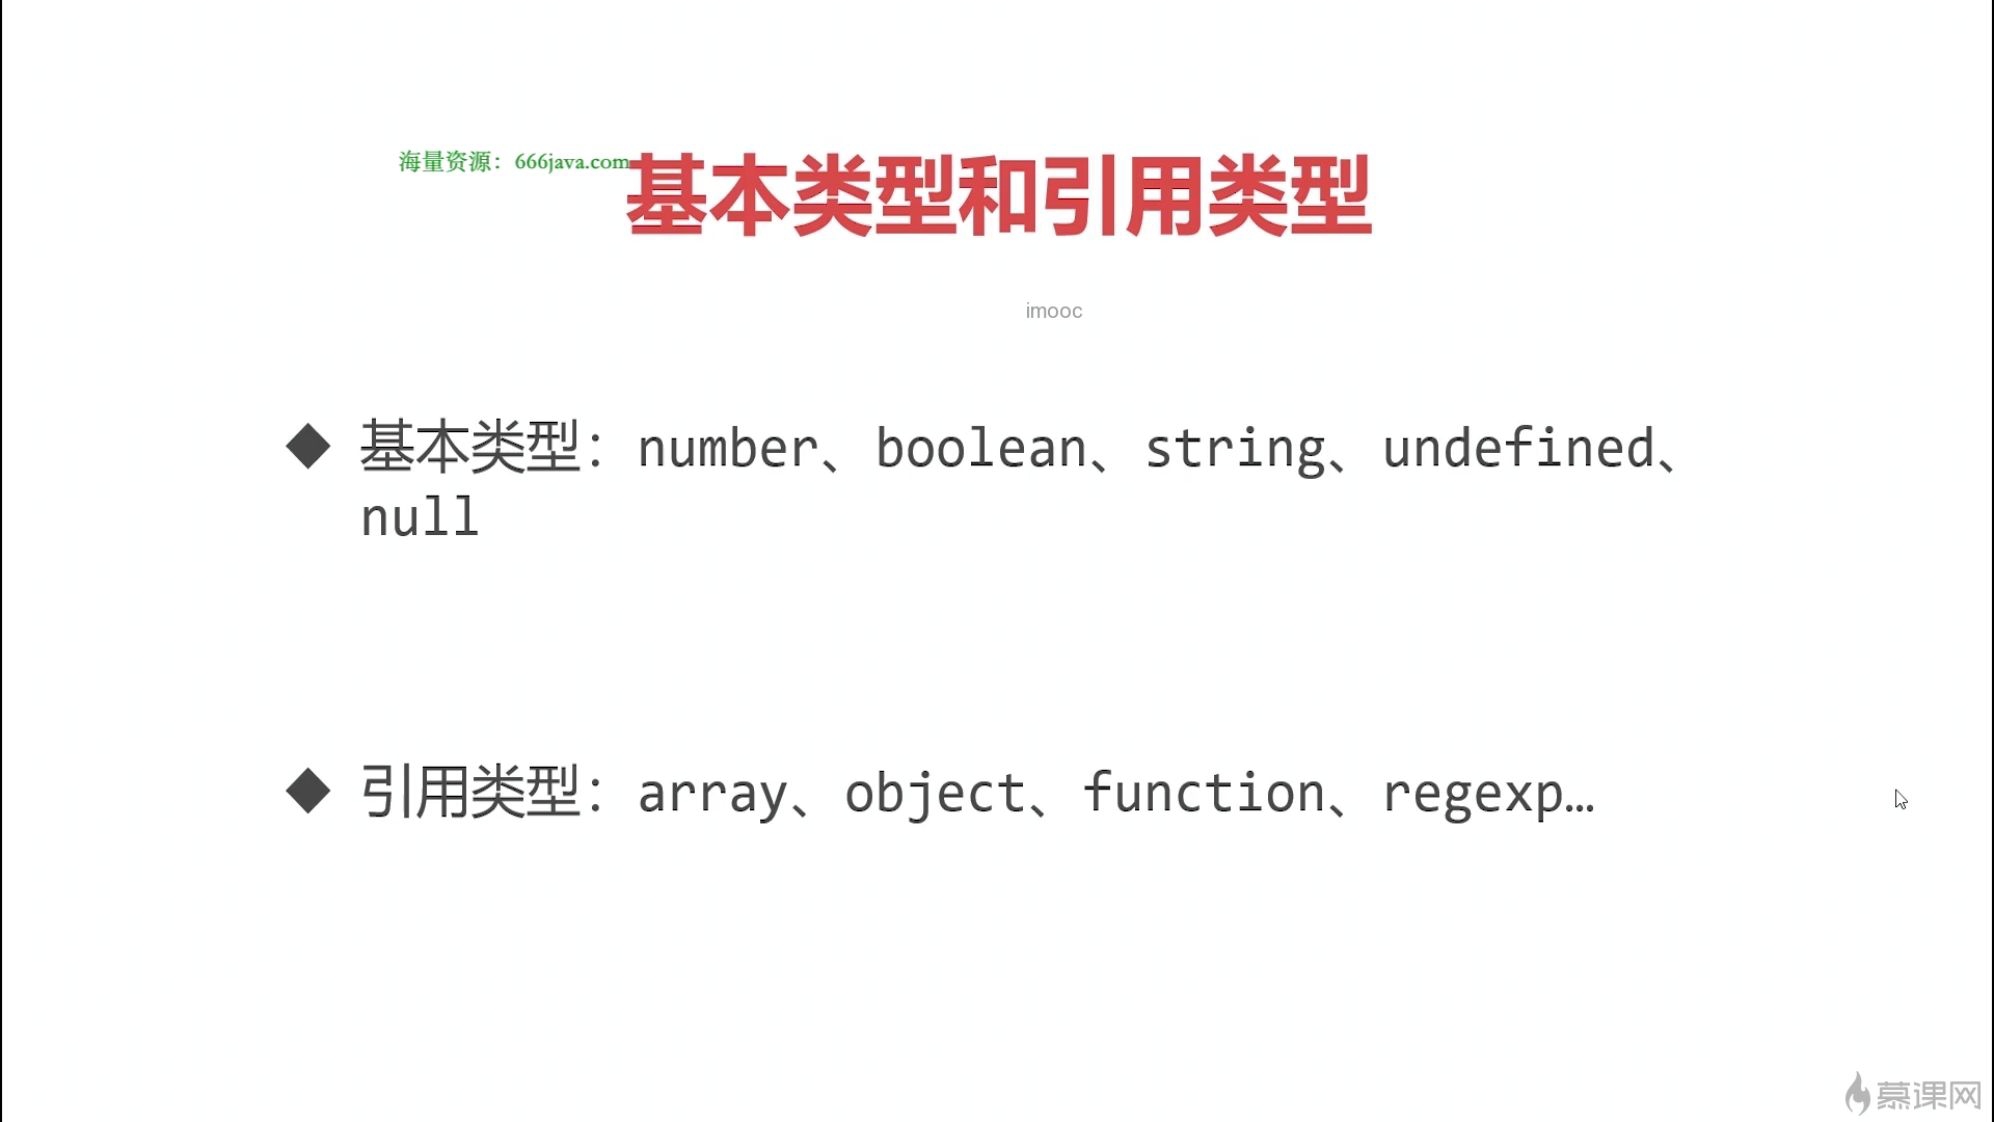 海量资源：666java.com
基本类型和引用类型
imooc
◆ 基本类型：number、boolean、string、undefined、
null
◆ 引用类型：array、object、function、regexp…
慕课网